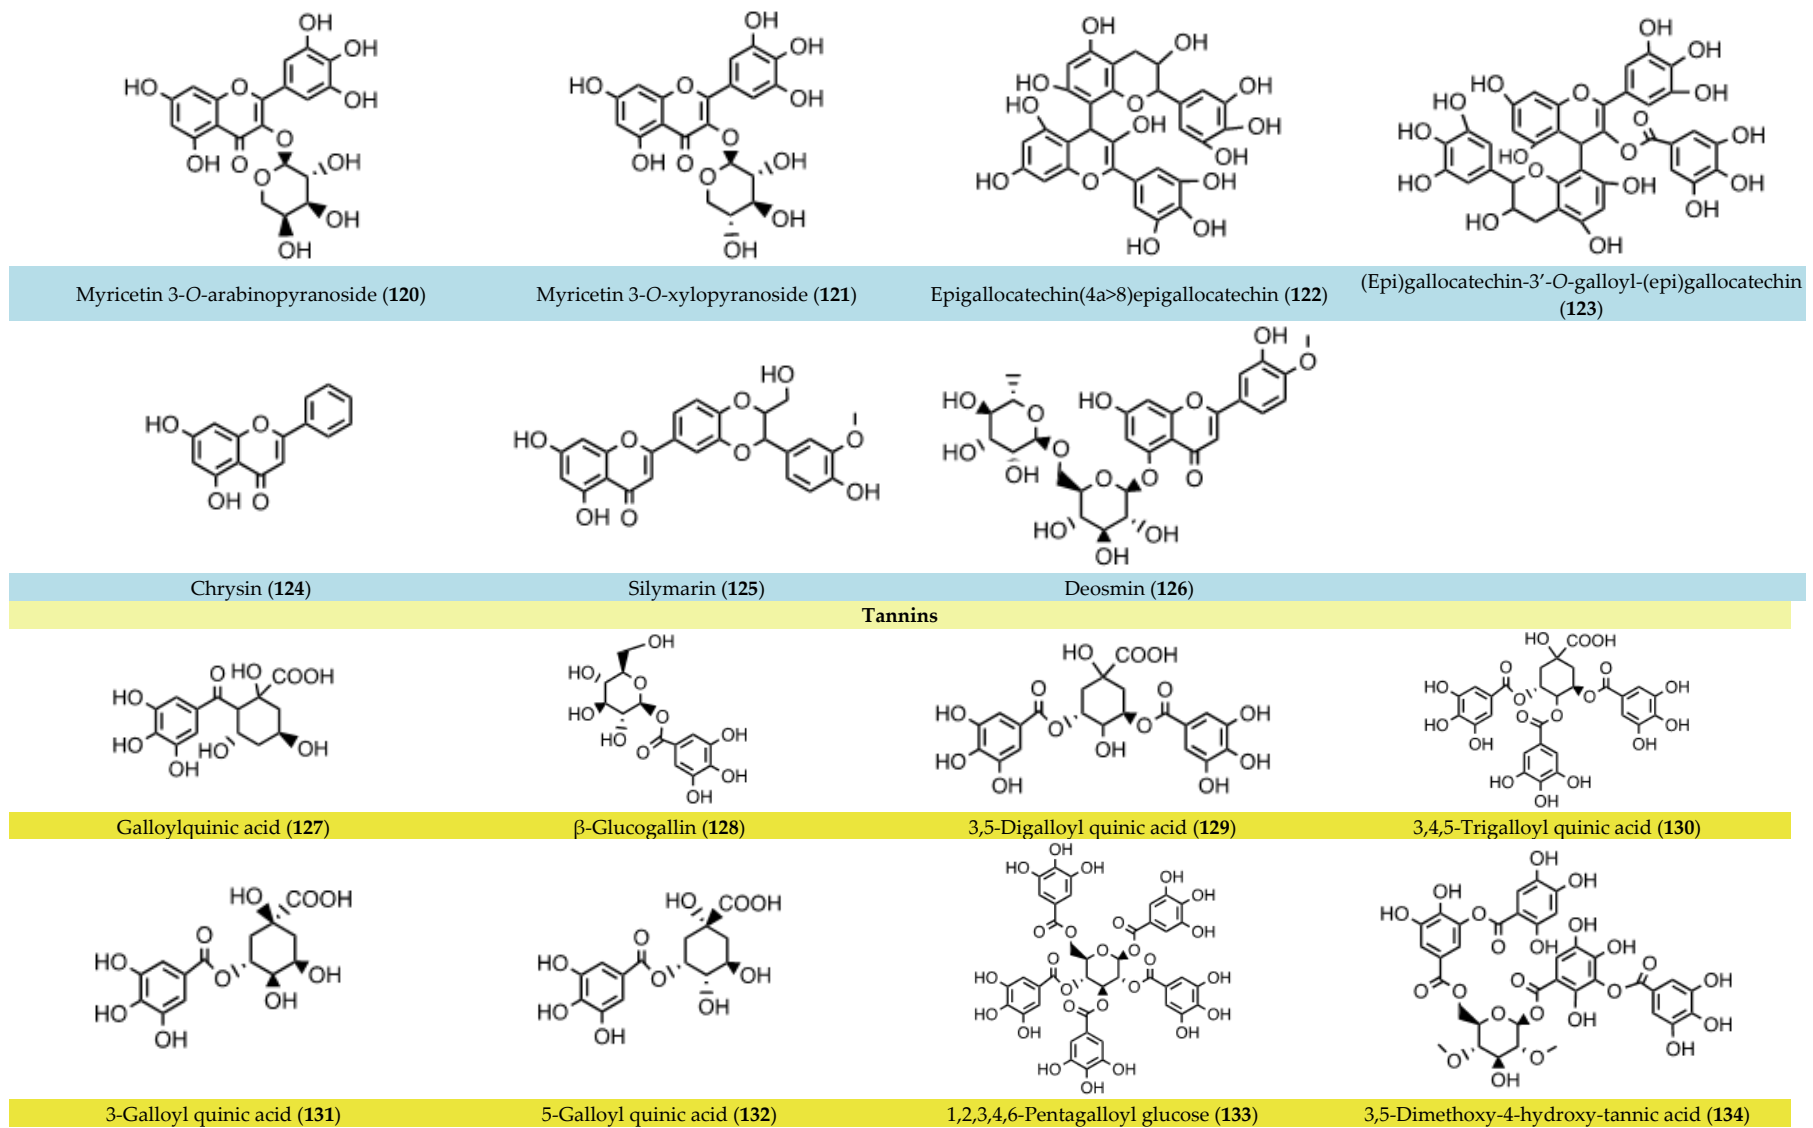 Myricetin 3-O-arabinopyranoside (120)
Myricetin 3-O-xylopyranoside (121)
Epigallocatechin(4a>8)epigallocatechin (122)
(Epi)gallocatechin-3′-O-galloyl-(epi)gallocatechin
(123)
Chrysin (124)
Silymarin (125)
Deosmin (126)
Tannins
Galloylquinic acid (127)
β-Glucogallin (128)
3,5-Digalloyl quinic acid (129)
3,4,5-Trigalloyl quinic acid (130)
3-Galloyl quinic acid (131)
5-Galloyl quinic acid (132)
1,2,3,4,6-Pentagalloyl glucose (133)
3,5-Dimethoxy-4-hydroxy-tannic acid (134)